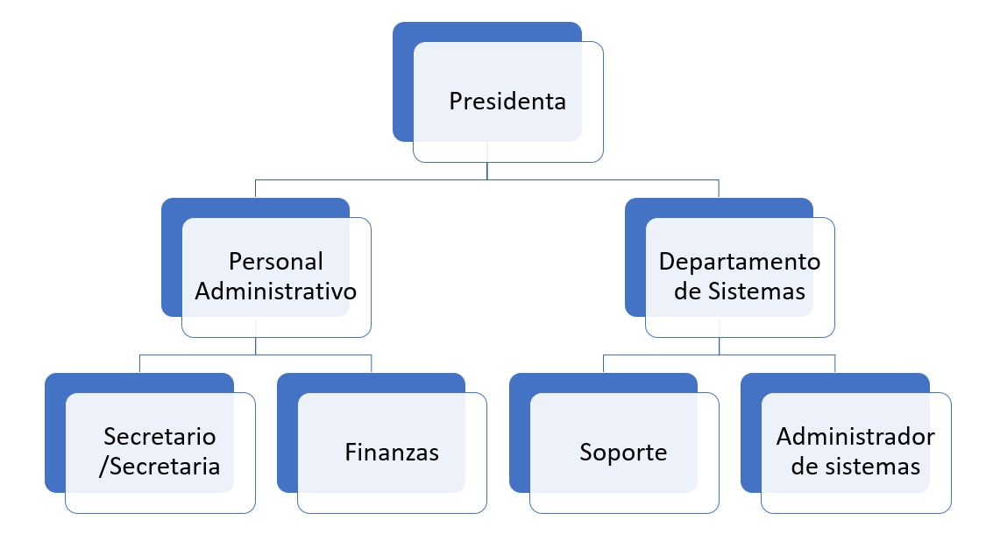 Presidenta
Personal
Administrativo
Departamento
de Sistemas
Secretario
/Secretaria
Finanzas
Soporte
Administrador
de sistemas